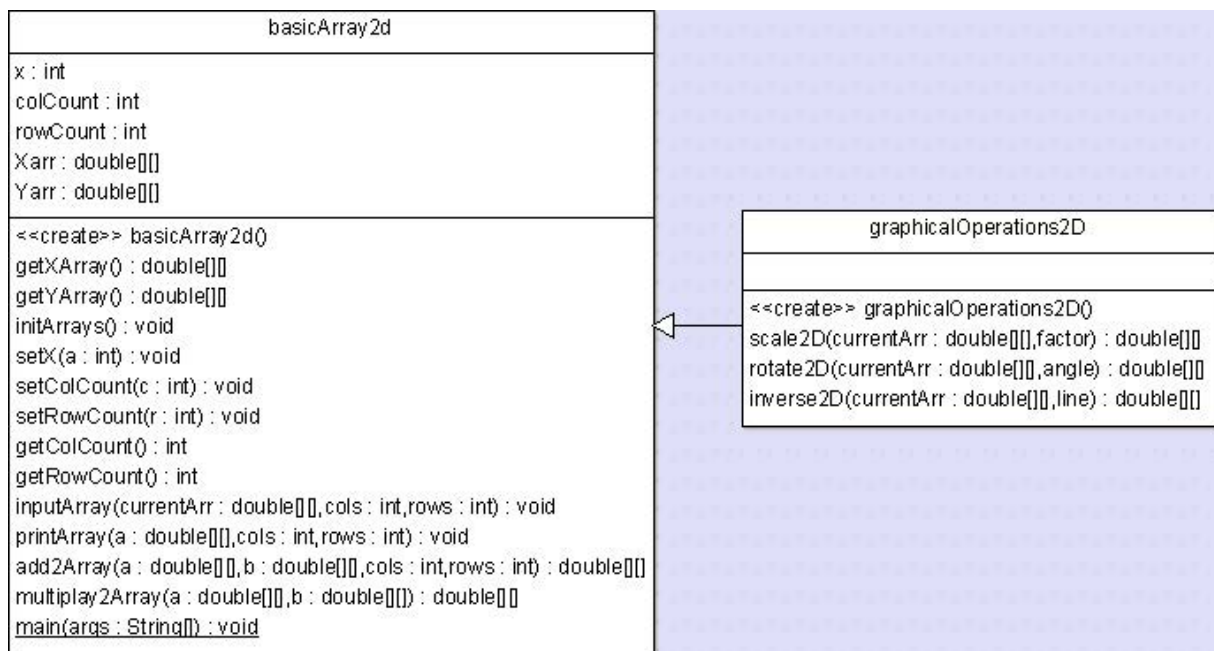 basicArray2d
x : int
colCount : int
rowCount : int
Xarr : double[][]
Yarr : double[][]
<<create>> basicArray2d()
getXArray() : double[][]
getYArray() : double[][]
initArrays() : void
setX(a : int) : void
setColCount(c : int) : void
setRowCount(r : int) : void
getColCount() : int
getRowCount() : int
inputArray(currentArr : double[][],cols : int,rows : int) : void
printArray(a : double[][],cols : int,rows : int) : void
add2Array(a : double[][],b : double[][],cols : int,rows : int) : double[][]
multiplay2Array(a : double[][],b : double[][]) : double[][]
main(args : String[]) : void
graphicalOperations2D
<<create>> graphicalOperations2D()
scale2D(currentArr : double[][],factor) : double[][]
rotate2D(currentArr : double[][],angle) : double[][]
inverse2D(currentArr : double[][],line) : double[][]